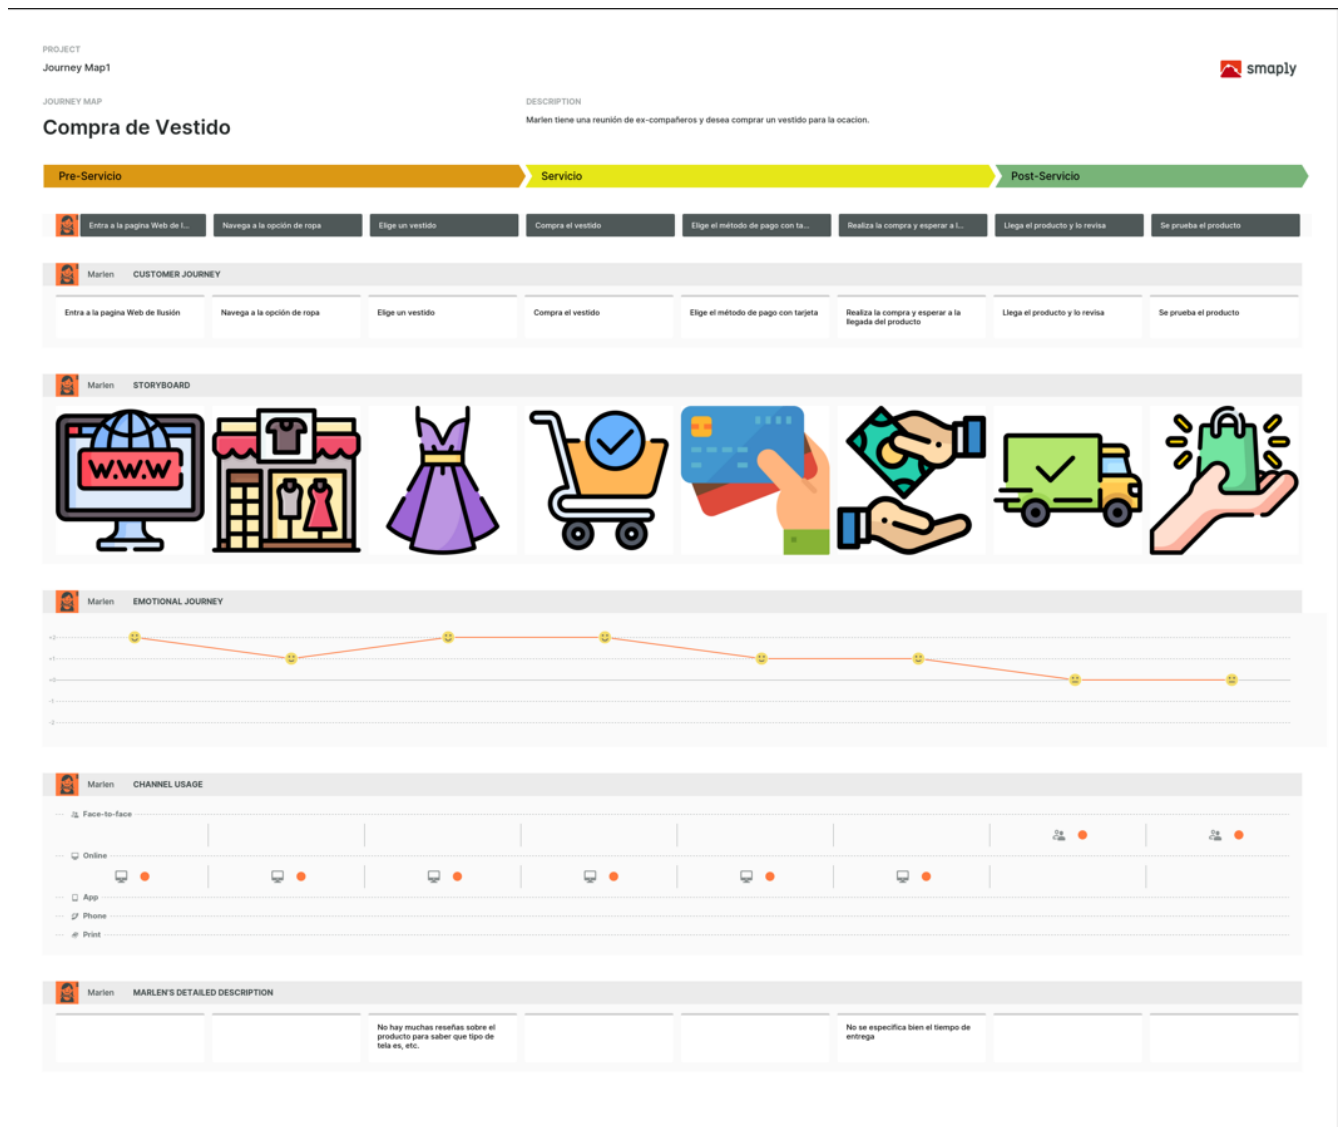 PROJECT
Journey Map1
smaply
JOURNEY MAP
DESCRIPTION
Compra de Vestido
Marlen tiene una reunión de ex-compañeros y desea comprar un vestido para la ocacion.
Pre-Servicio
Servicio
Post-Servicio
Entra a la pagina Web de I...
Navega a la opción de ropa
Elige un vestido
Compra el vestido
Elige el método de pago con ta...
Realiza la compra y esperar a l...
Llega el producto y lo revisa
Se prueba el producto
Marlen CUSTOMER JOURNEY
Entra a la pagina Web de Ilusión
Navega a la opción de ropa
Elige un vestido
Compra el vestido
Elige el método de pago con tarjeta
Realiza la compra y esperar a la
llegada del producto
Llega el producto y lo revisa
Se prueba el producto
Marlen STORYBOARD
W.W.W
Marlen EMOTIONAL JOURNEY
+2
+1
+0
-1
-2
Marlen CHANNEL USAGE
Face-to-face
Online
App
Phone
Print
Marlen MARLEN'S DETAILED DESCRIPTION
No hay muchas reseñas sobre el
producto para saber que tipo de
tela es, etc.
No se especifica bien el tiempo de
entrega